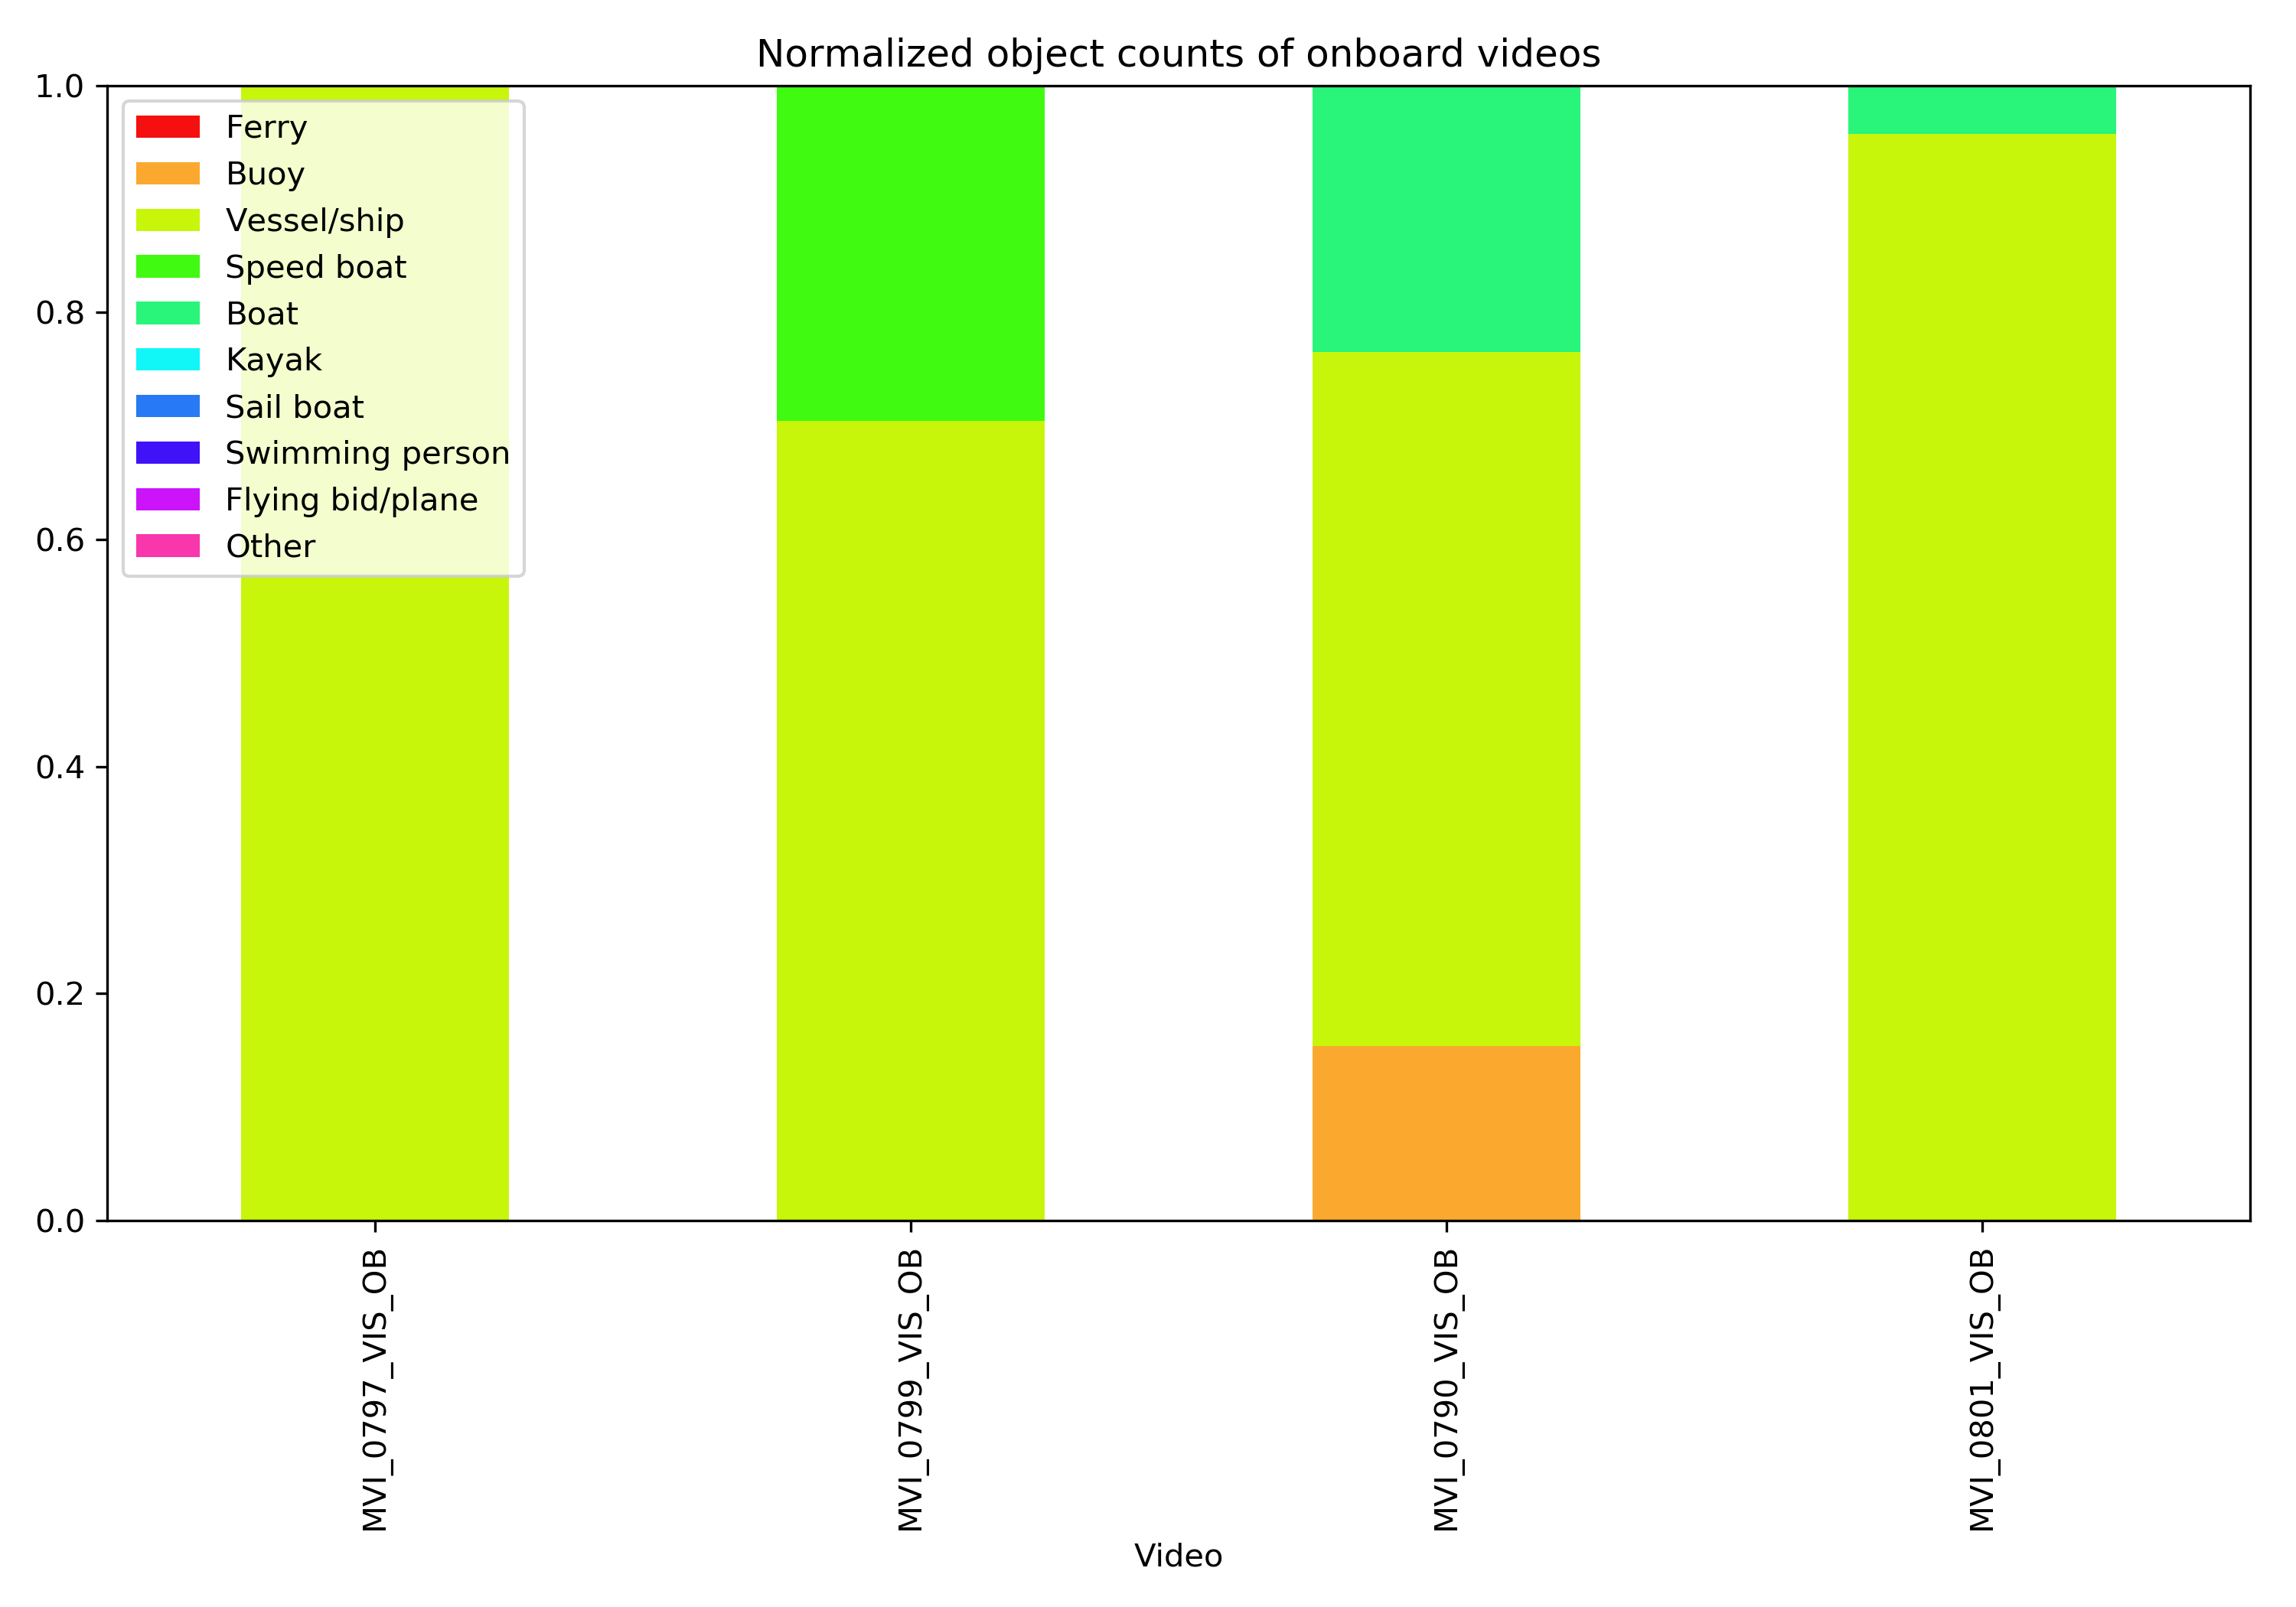 Normalized object counts of onboard videos
1.0
0.8
0.6
0.4
0.2
0.0
Ferry
Buoy
Vessel/ship
Speed boat
Boat
Kayak
Sail boat
Swimming person
Flying bid/plane
Other
MVI_0797_VIS_OB
MVI_0799_VIS_OB
MVI_0790_VIS_OB
MVI_0801_VIS_OB
Video